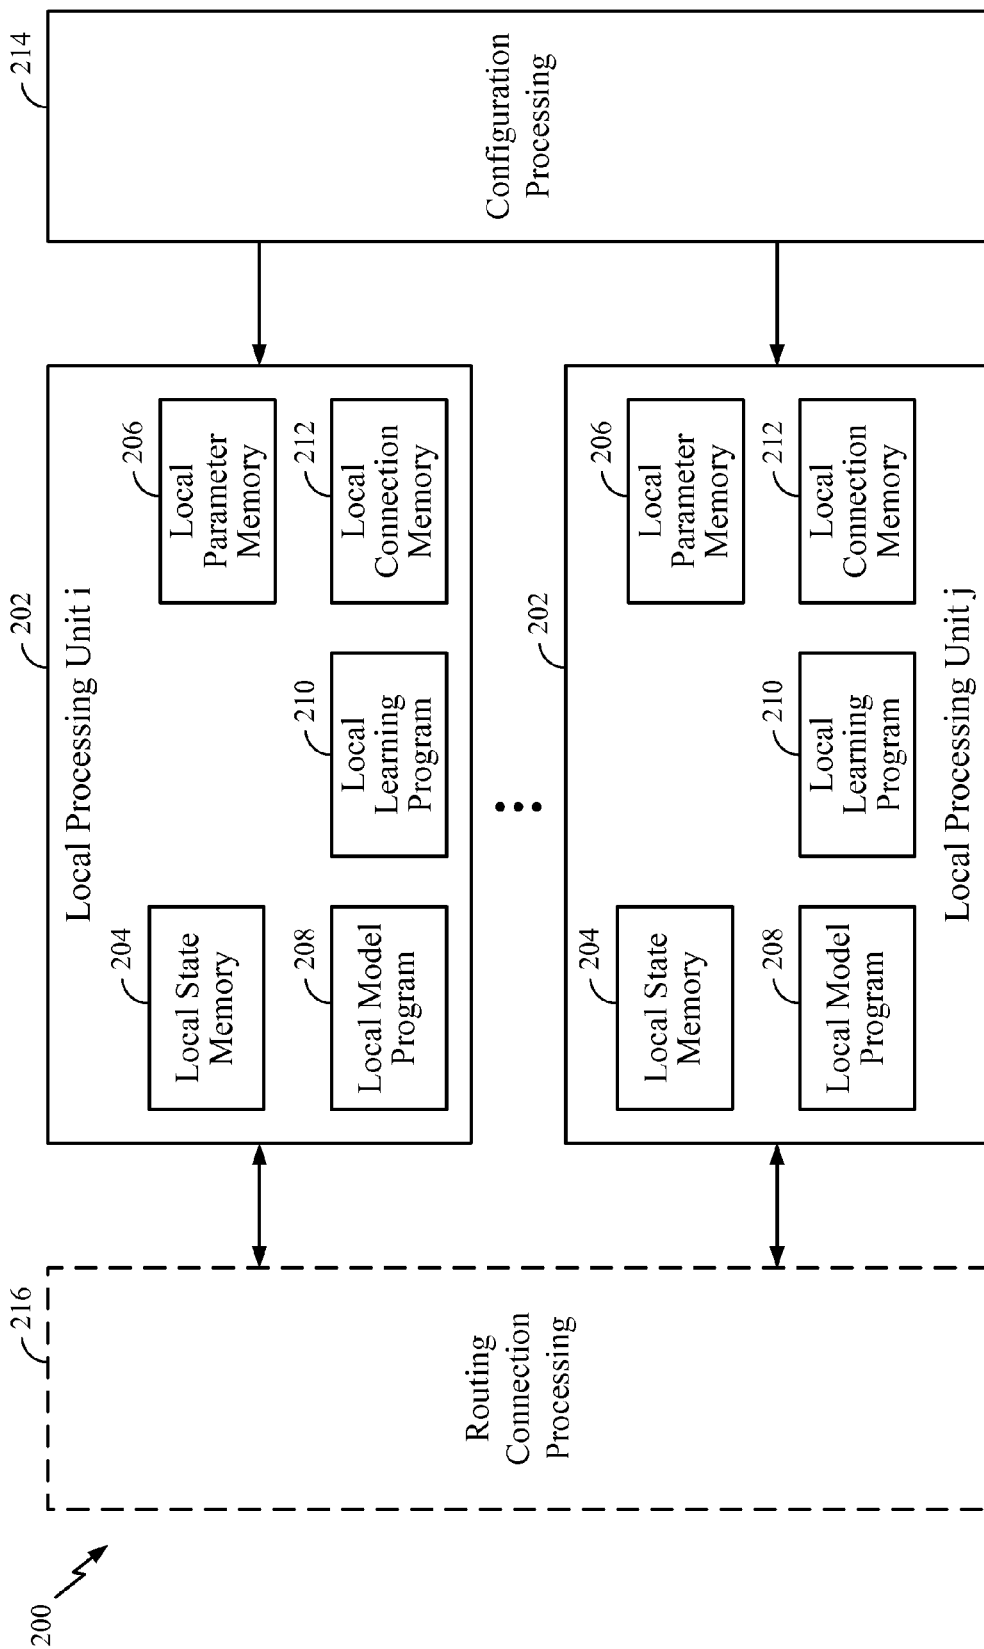 200
216
Routing
Connection
Processing
202
Local Processing Unit i
204
Local State
Memory
206
Local
Parameter
Memory
208
Local Model
Program
210
Local
Learning
Program
212
Local
Connection
Memory
202
204
Local State
Memory
206
Local
Parameter
Memory
208
Local Model
Program
210
Local
Learning
Program
212
Local
Connection
Memory
Local Processing Unit j
214
Configuration
Processing